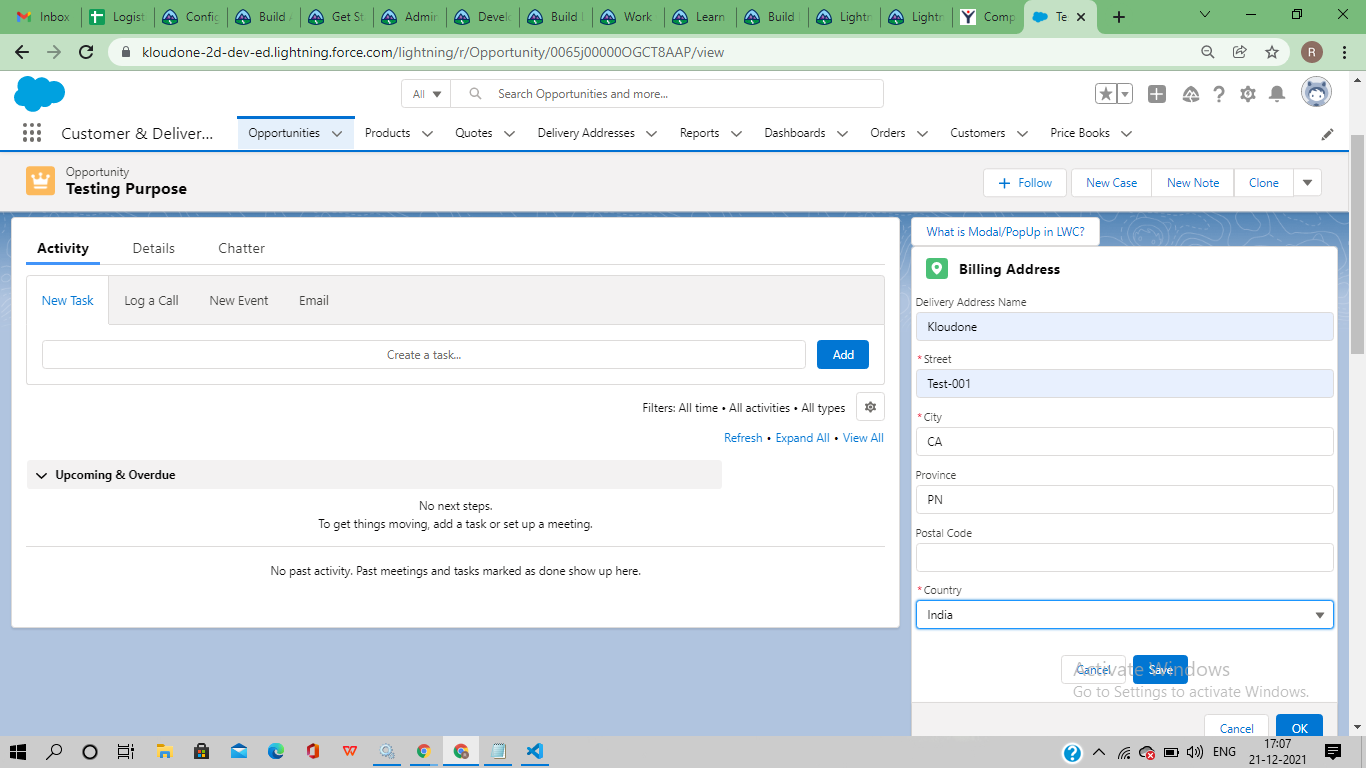 Inbox
Logist
Config
Build A
Get St
Admin
Develo
Build L
Work
Learn
Build
Lightn
Lightn
Comp
Te
kloudone-2d-dev-ed.lightning.force.com/lightning/r/Opportunity/0065j00000OGCT8AAP/view
R
All
Search Opportunities and more...
Customer & Deliver...
Opportunities
Products
Quotes
Delivery Addresses
Reports
Dashboards
Orders
Customers
Price Books
Opportunity
Testing Purpose
+ Follow
New Case
New Note
Clone
Activity
Details
Chatter
New Task
Log a Call
New Event
Email
Create a task...
Add
Filters: All time • All activities • All types
Refresh • Expand All • View All
Upcoming & Overdue
No next steps.
To get things moving, add a task or set up a meeting.
No past activity. Past meetings and tasks marked as done show up here.
What is Modal/PopUp in LWC?
Billing Address
Delivery Address Name
Kloudone
* Street
Test-001
* City
CA
Province
PN
Postal Code
* Country
India
Cancel
Save
Activate Windows
Go to Settings to activate Windows.
Cancel
OK
ENG
17:07
21-12-2021